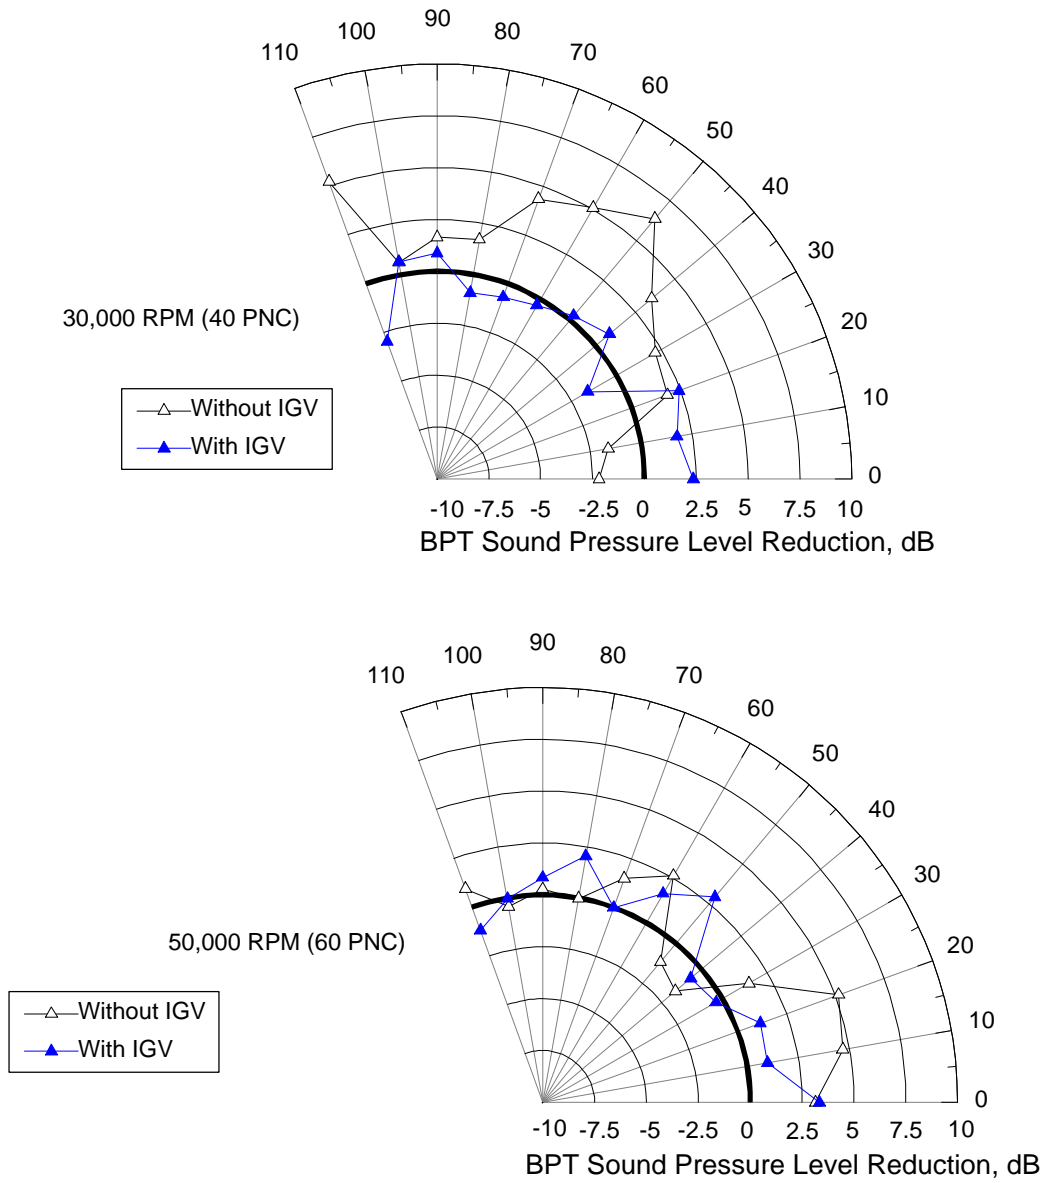 90
100
80
110
70
60
50
40
30
30,000 RPM (40 PNC)
20
Without IGV
10
With IGV
0
-10 -7.5 -5 -2.5 0 2.5 5 7.5 10
BPT Sound Pressure Level Reduction, dB
90
100
80
110
70
60
50
40
30
50,000 RPM (60 PNC)
20
Without IGV
10
With IGV
0
-10 -7.5 -5 -2.5 0 2.5 5 7.5 10
BPT Sound Pressure Level Reduction, dB